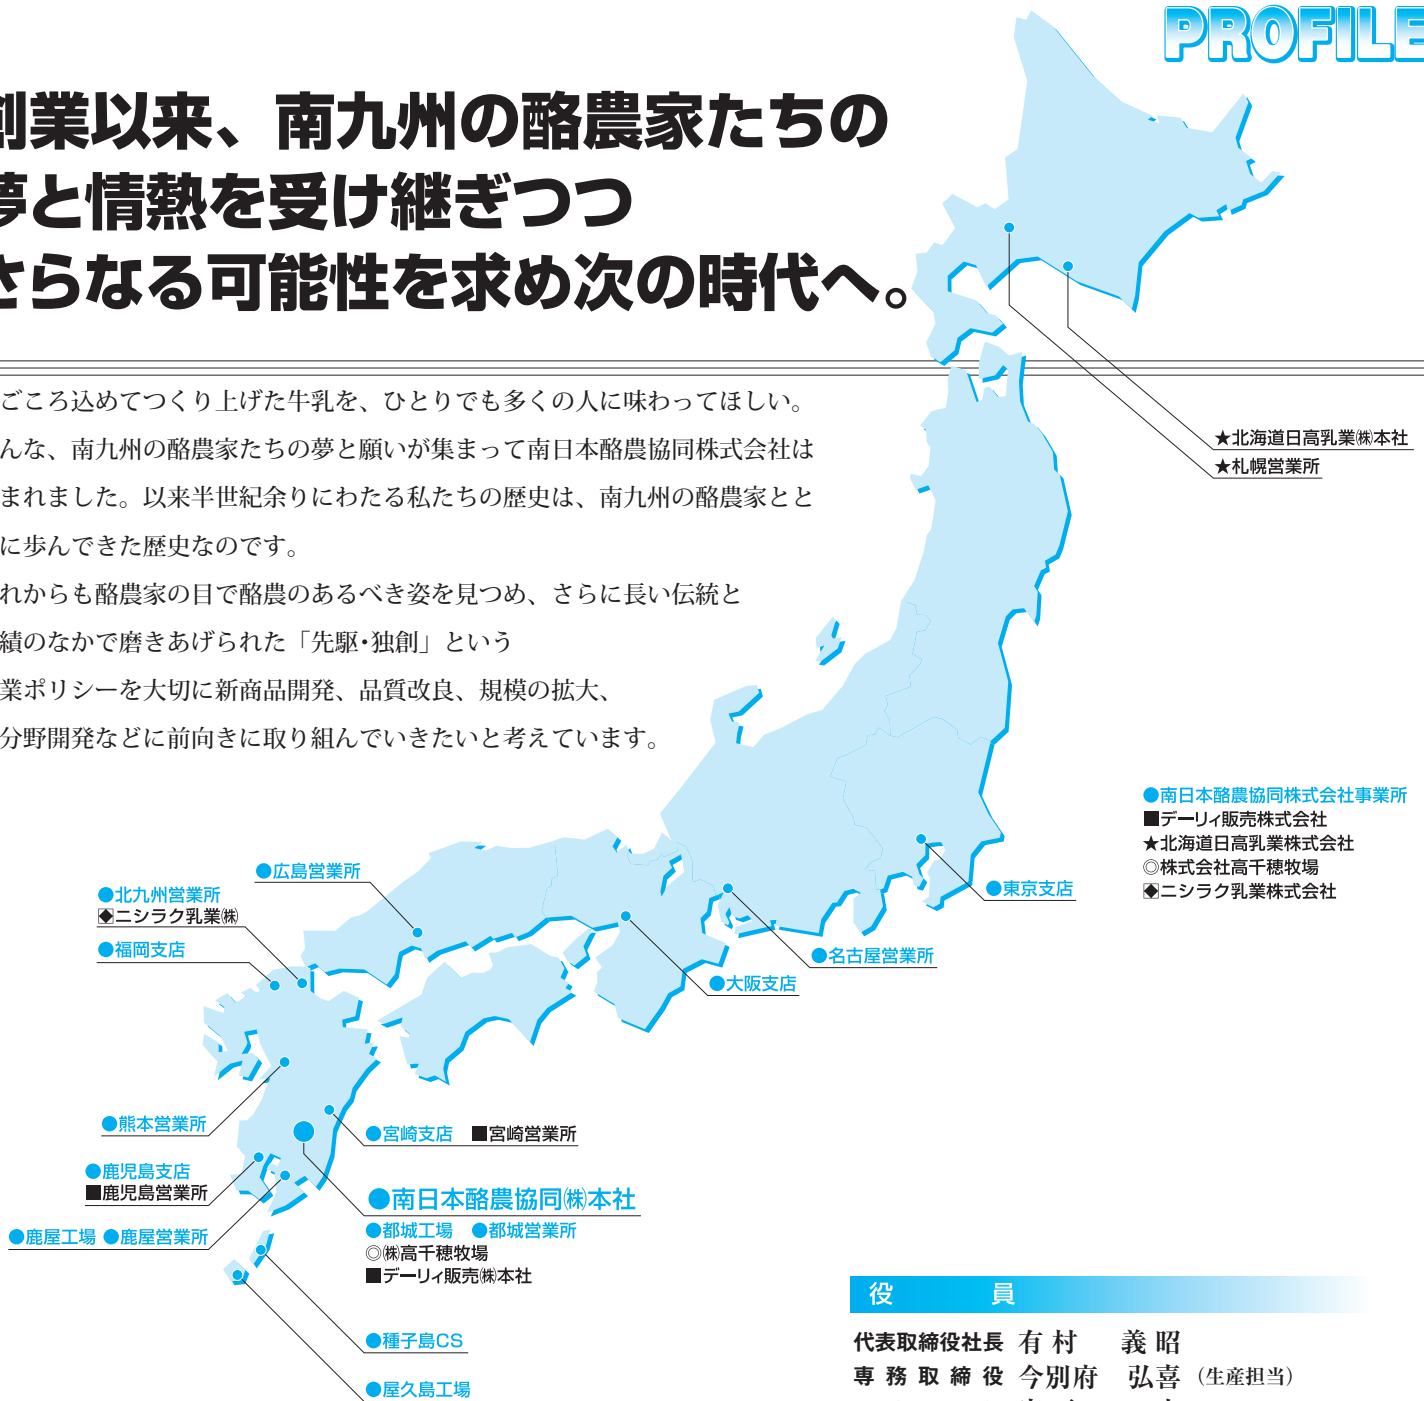 PROFILE
創業以来、南九州の酪農家たちの
夢と情熱を受け継ぎつつ
さらなる可能性を求め次の時代へ。
ごころ込めてつくり上げた牛乳を、ひとりでも多くの人に味わってほしい。
んな、南九州の酪農家たちの夢と願いが集まって南日本酪農協同株式会社は
まれました。以来半世紀余りにわたる私たちの歴史は、南九州の酪農家とと
に歩んできた歴史なのです。
れからも酪農家の目で酪農のあるべき姿を見つめ、さらに長い伝統と
績のなかで磨きあげられた「先駆・独創」という
業ポリシーを大切に新商品開発、品質改良、規模の拡大、
分野開発などに前向きに取り組んでいきたいと考えています。
★北海道日高乳業㈱本社
★札幌営業所
●南日本酪農協同株式会社事業所
■デーリィ販売株式会社
★北海道日高乳業株式会社
◎株式会社高千穂牧場
◆ニシラク乳業株式会社
●広島営業所
●北九州営業所
◆ニシラク乳業㈱
●福岡支店
●東京支店
●名古屋営業所
●大阪支店
●熊本営業所
●宮崎支店 ■宮崎営業所
●鹿児島支店
■鹿児島営業所
●南日本酪農協同㈱本社
●都城工場 ●都城営業所
◎㈱高千穂牧場
■デーリィ販売㈱本社
●鹿屋工場 ●鹿屋営業所
●種子島CS
●屋久島工場
役員
代表取締役社長 有村 義昭
専務取締役 今別府 弘喜（生産担当）